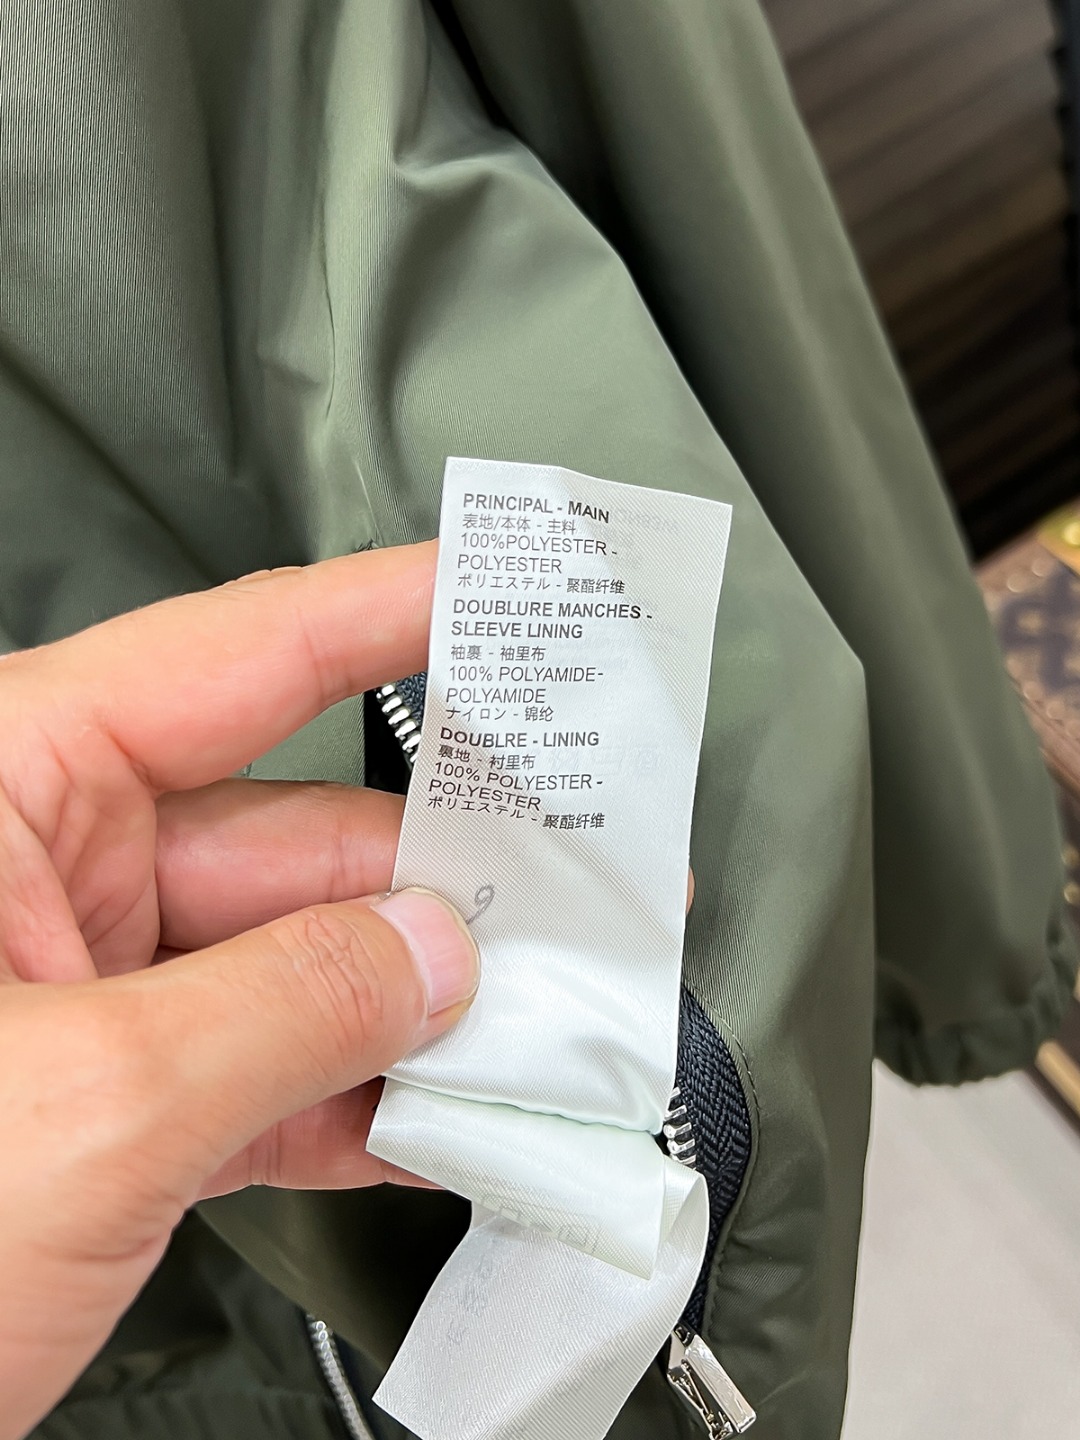 PRINCIPAL - MAIN
表地/本体 - 主料
100%POLYESTER -
POLYESTER
ポリエステル - 聚酯纤维
DOUBLURE MANCHES -
SLEEVE LINING
袖裏 - 袖里布
100% POLYAMIDE-
POLYAMIDE
ナイロン - 锦纶
DOUBLRE - LINING
裏地 - 衬里布
100% POLYESTER -
POLYESTER
ポリエステル - 聚酯纤维